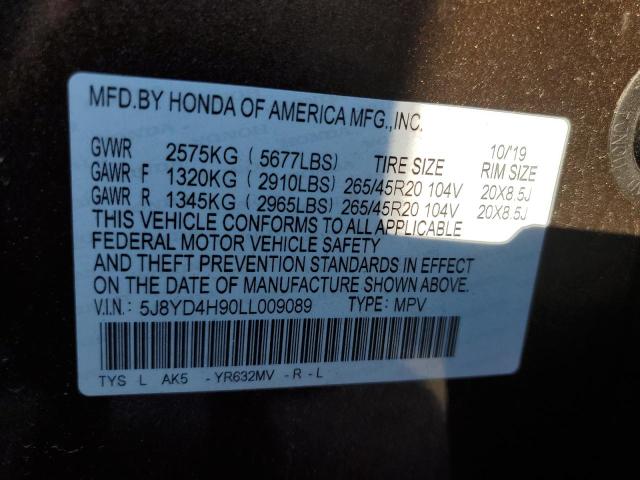 MFD.BY HONDA OF AMERICA MFG.,INC.
10/19
GVWR 2575KG (5677LBS) TIRE SIZE RIM SIZE
GAWR F 1320KG (2910LBS) 265/45R20 104V 20X8.5J
GAWR R 1345KG (2965LBS) 265/45R20 104V 20X8.5J
THIS VEHICLE CONFORMS TO ALL APPLICABLE
FEDERAL MOTOR VEHICLE SAFETY
AND THEFT PREVENTION STANDARDS IN EFFECT
ON THE DATE OF MANUFACTURE SHOWN ABOVE.
V.I.N.: 5J8YD4H90LL009089 TYPE: MPV
TYS L AK5 -YR632MV -R-L